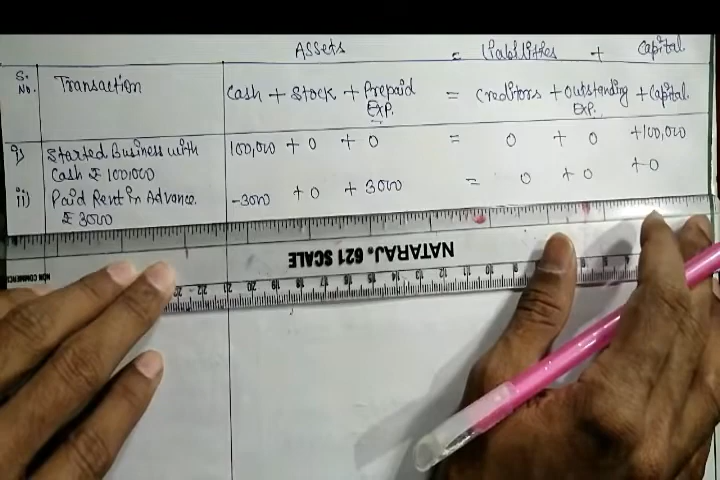 Assets = Liabilities + Capital
S. No. Transaction Cash + Stock + Prepaid Exp. = Creditors + Outstanding Exp. + Capital
i) Started Business with 100,000 + 0 + 0 = 0 + 0 +100,000
Cash ₹ 100,000
ii) Paid Rent in Advance -3000 + 0 + 3000 = 0 + 0 + 0
₹ 3000
NATARAJ. 621 SCALE